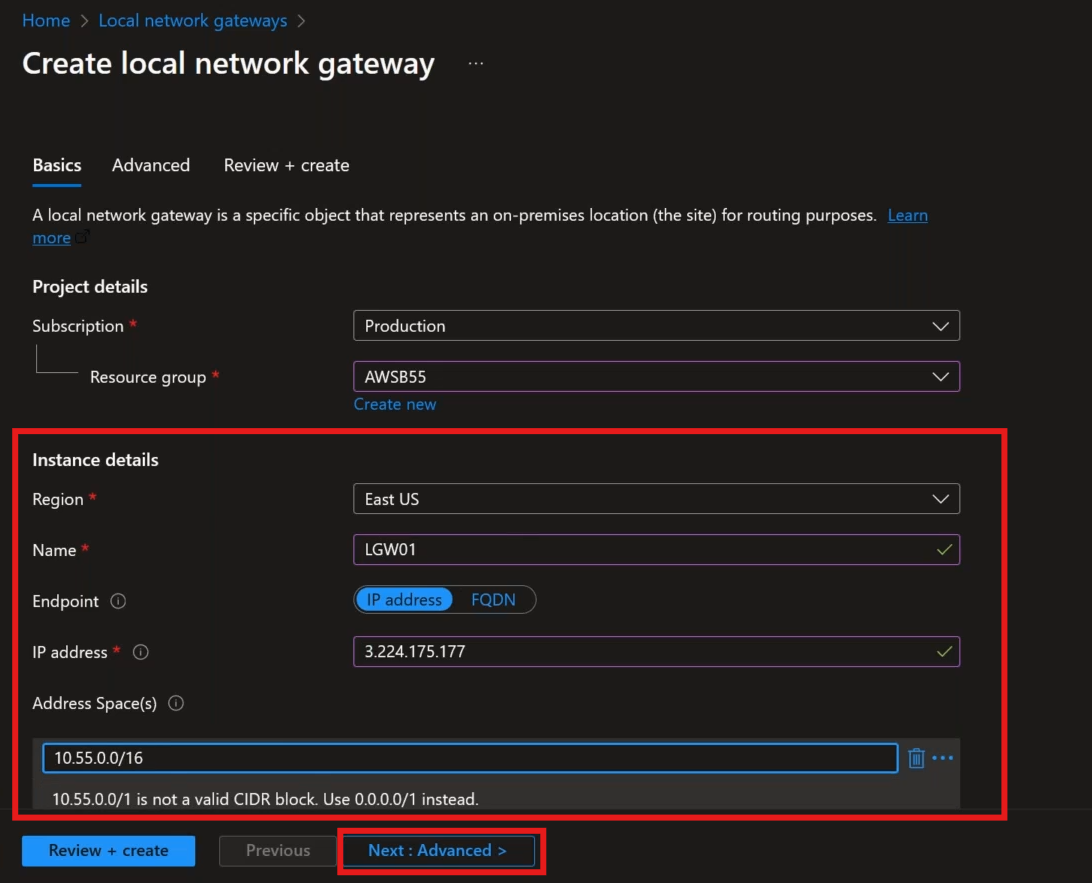 Home > Local network gateways >
Create local network gateway ...
Basics Advanced Review + create
A local network gateway is a specific object that represents an on-premises location (the site) for routing purposes. Learn
more
Project details
Subscription * Production
Resource group * AWSB55
Create new
Instance details
Region * East US
Name * LGW01
Endpoint IP address FQDN
IP address * 3.224.175.177
Address Space(s)
10.55.0.0/16
10.55.0.0/1 is not a valid CIDR block. Use 0.0.0.0/1 instead.
Review + create Previous Next : Advanced >